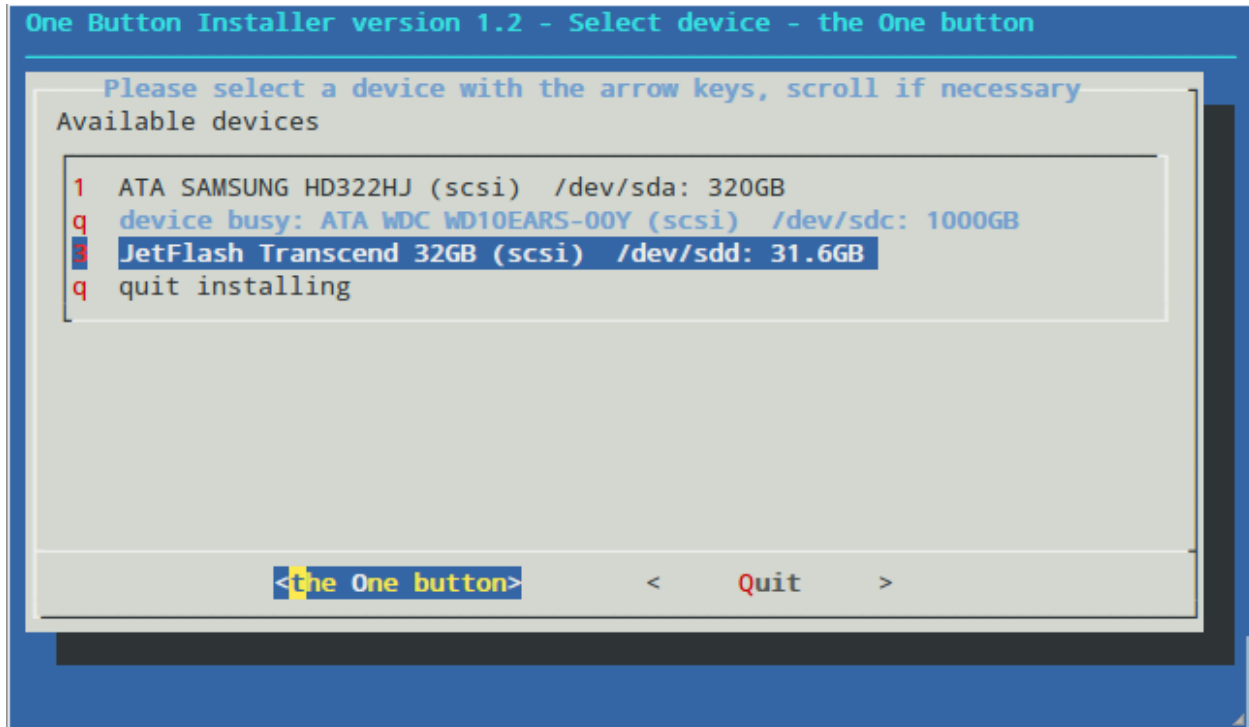 One Button Installer version 1.2 - Select device - the One button
Please select a device with the arrow keys, scroll if necessary
Available devices
1 ATA SAMSUNG HD322HJ (scsi) /dev/sda: 320GB
q device busy: ATA WDC WD10EARS-00Y (scsi) /dev/sdc: 1000GB
3 JetFlash Transcend 32GB (scsi) /dev/sdd: 31.6GB
q quit installing
<the One button> < Quit >